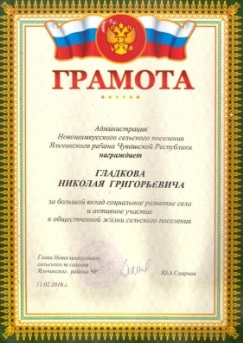 ГРАМОТА
Администрация
Новошимкусского сельского поселения
Яльчикского района Чувашской Республики
награждает
ГЛАДКОВА
НИКОЛАЯ ГРИГОРЬЕВИЧА
за большой вклад социальное развитие села
и активное участие
в общественной жизни сельского поселения
Глава Новошимкусского
сельского поселения
Яльчикского района ЧР
Ю.А.Смирнов
11.02.2016 г.